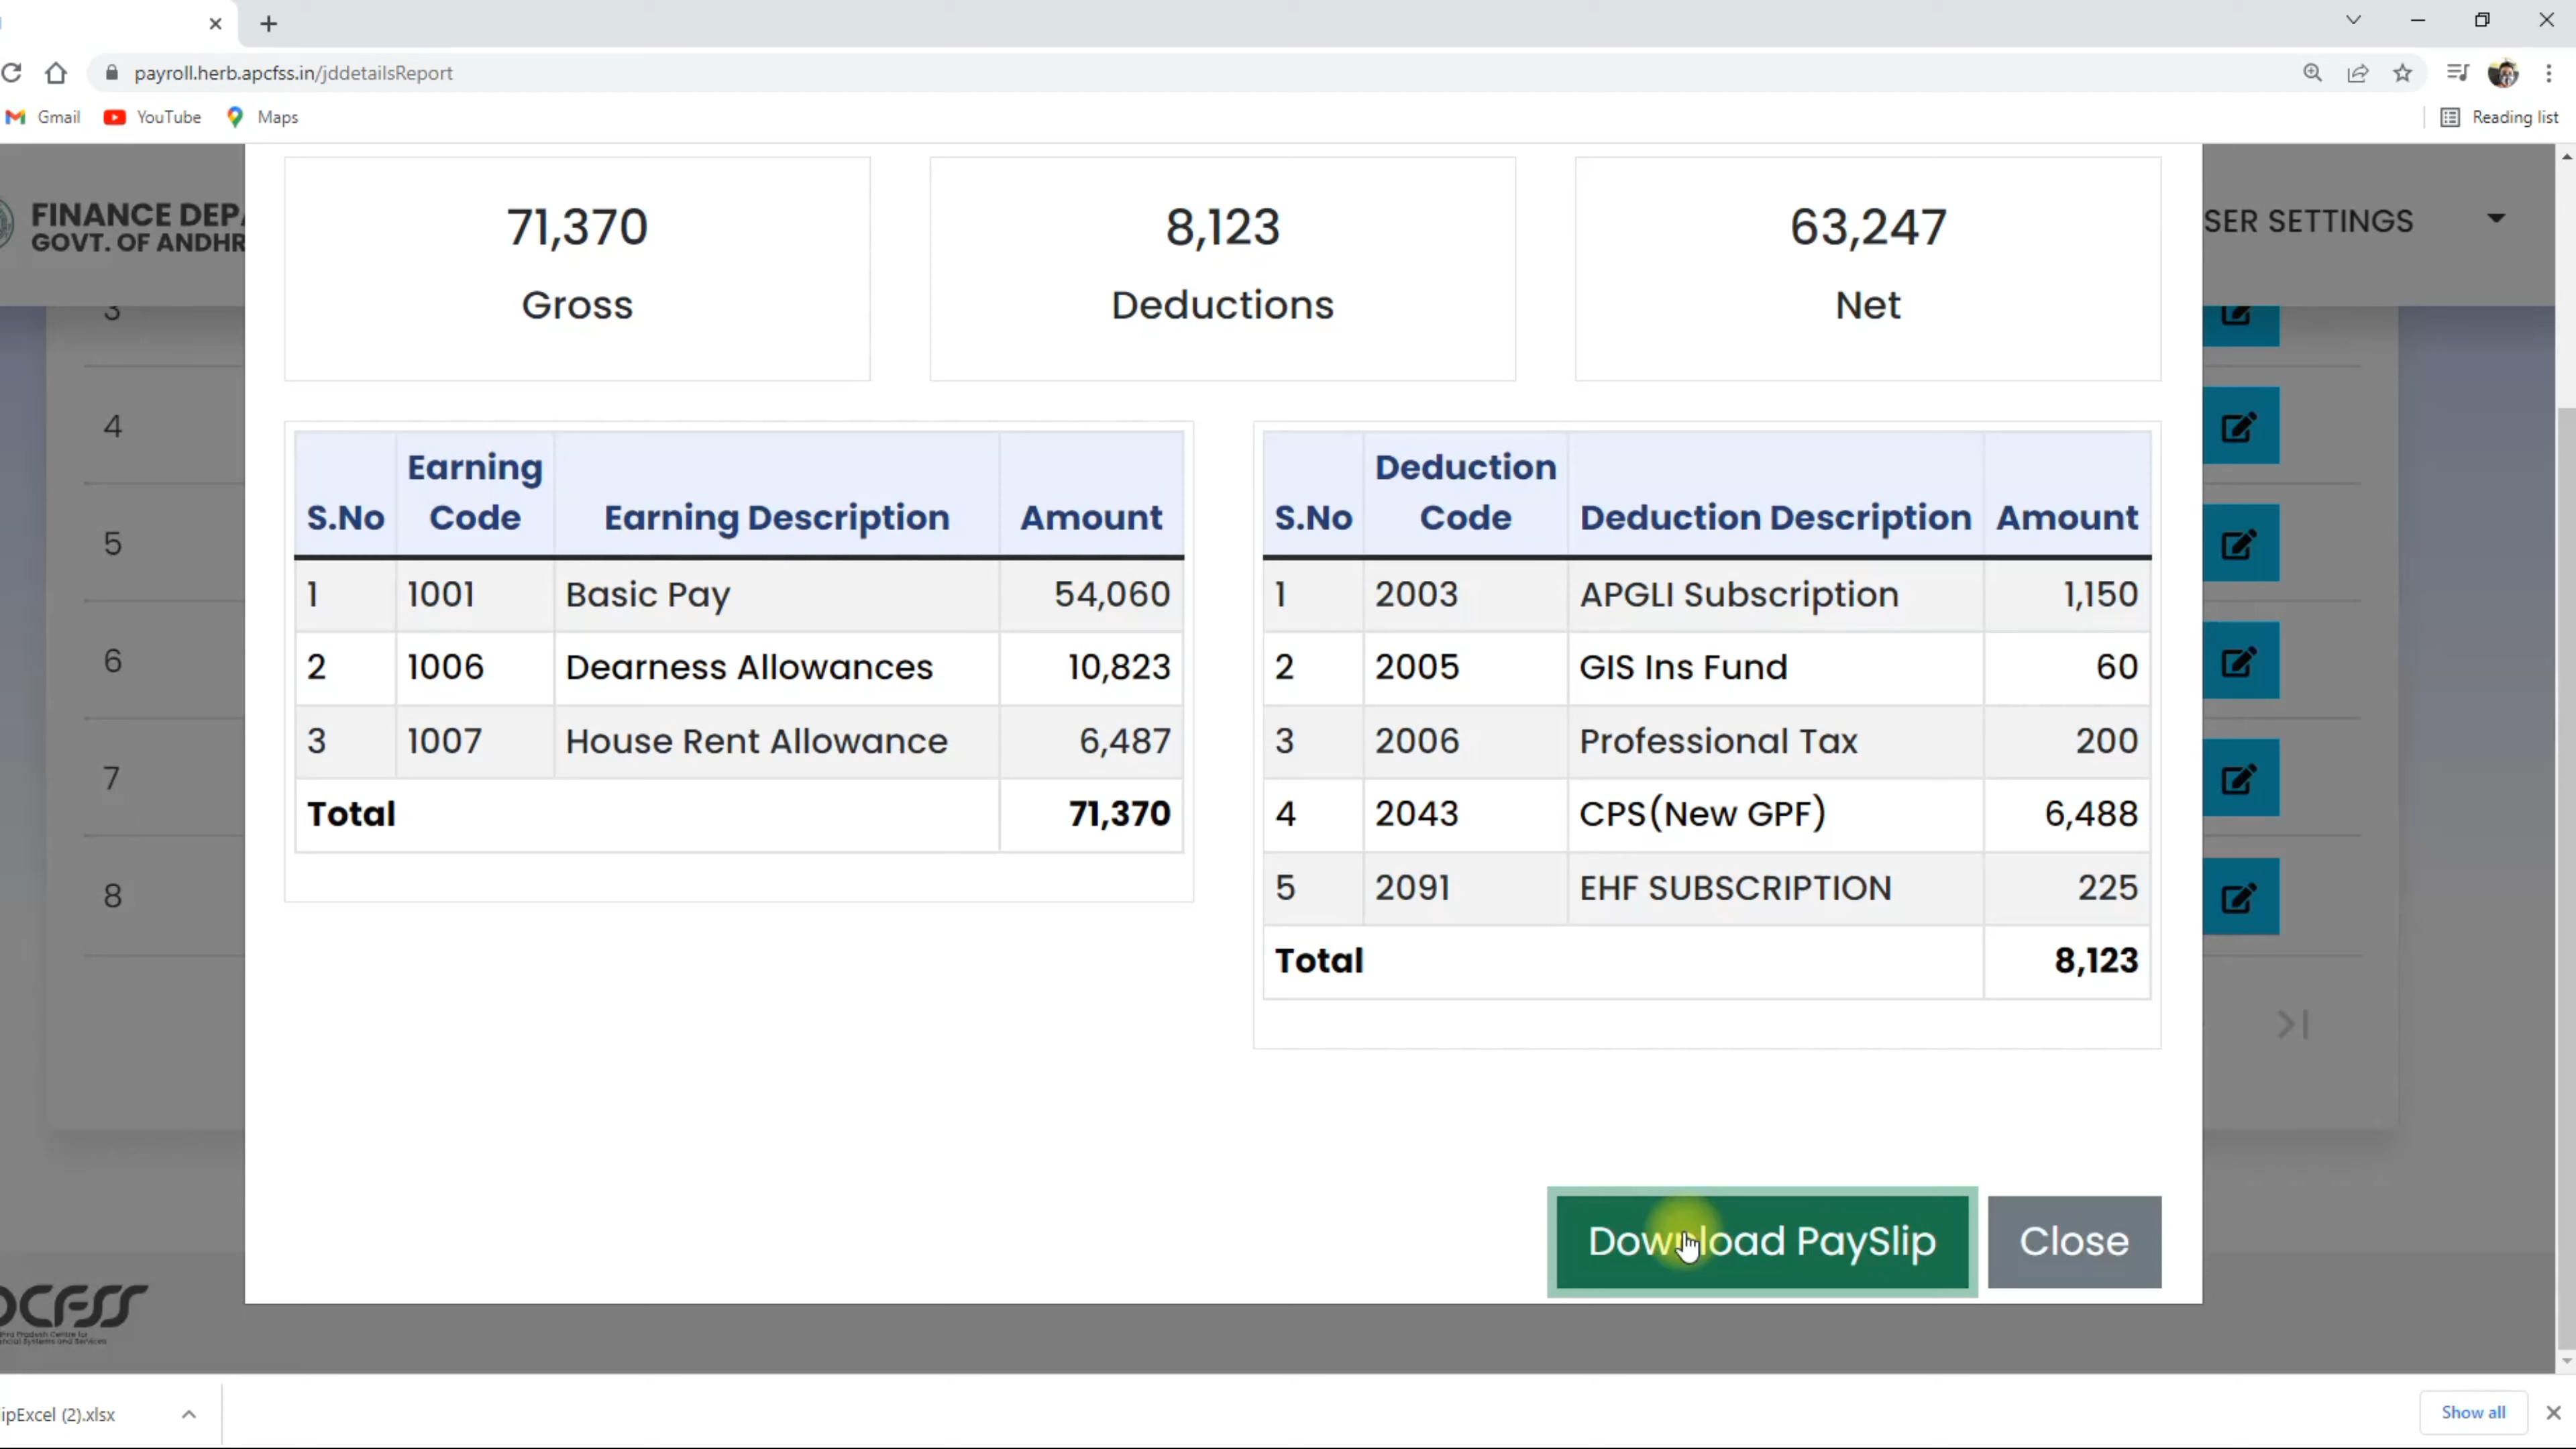 payroll.herb.apcfss.in/jddetailsReport
Gmail YouTube Maps Reading list
FINANCE DEPA
GOVT. OF ANDHR
SER SETTINGS
71,370 8,123 63,247
Gross Deductions Net
3
4
5
6
7
8
S.No Earning Code Earning Description Amount
1 1001 Basic Pay 54,060
2 1006 Dearness Allowances 10,823
3 1007 House Rent Allowance 6,487
Total 71,370
S.No Deduction Code Deduction Description Amount
1 2003 APGLI Subscription 1,150
2 2005 GIS Ins Fund 60
3 2006 Professional Tax 200
4 2043 CPS(New GPF) 6,488
5 2091 EHF SUBSCRIPTION 225
Total 8,123
Download PaySlip Close
CFSS
ipExcel (2).xlsx Show all